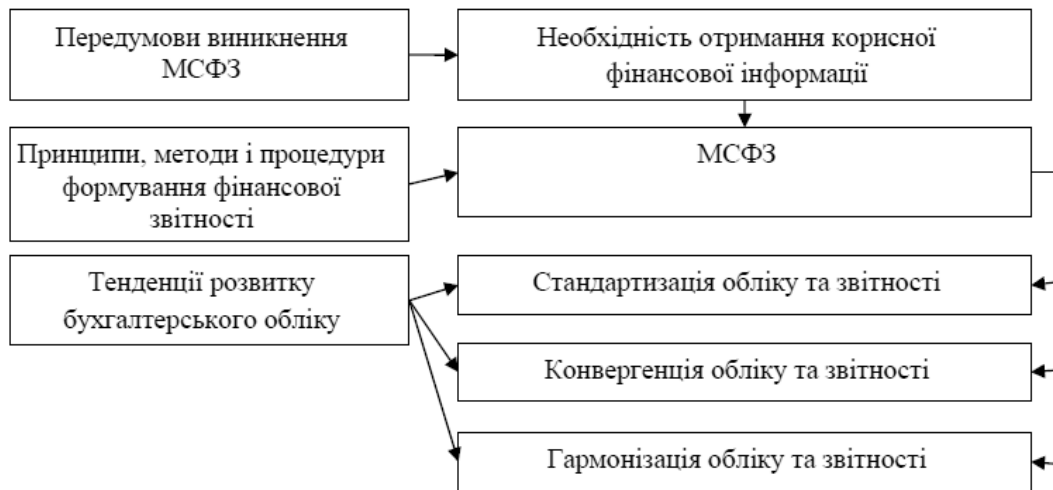 Передумови виникнення
МСФЗ
Необхідність отримання корисної
фінансової інформації
Принципи, методи і процедури
формування фінансової
звітності
МСФЗ
Тенденції розвитку
бухгалтерського обліку
Стандартизація обліку та звітності
Конвергенція обліку та звітності
Гармонізація обліку та звітності